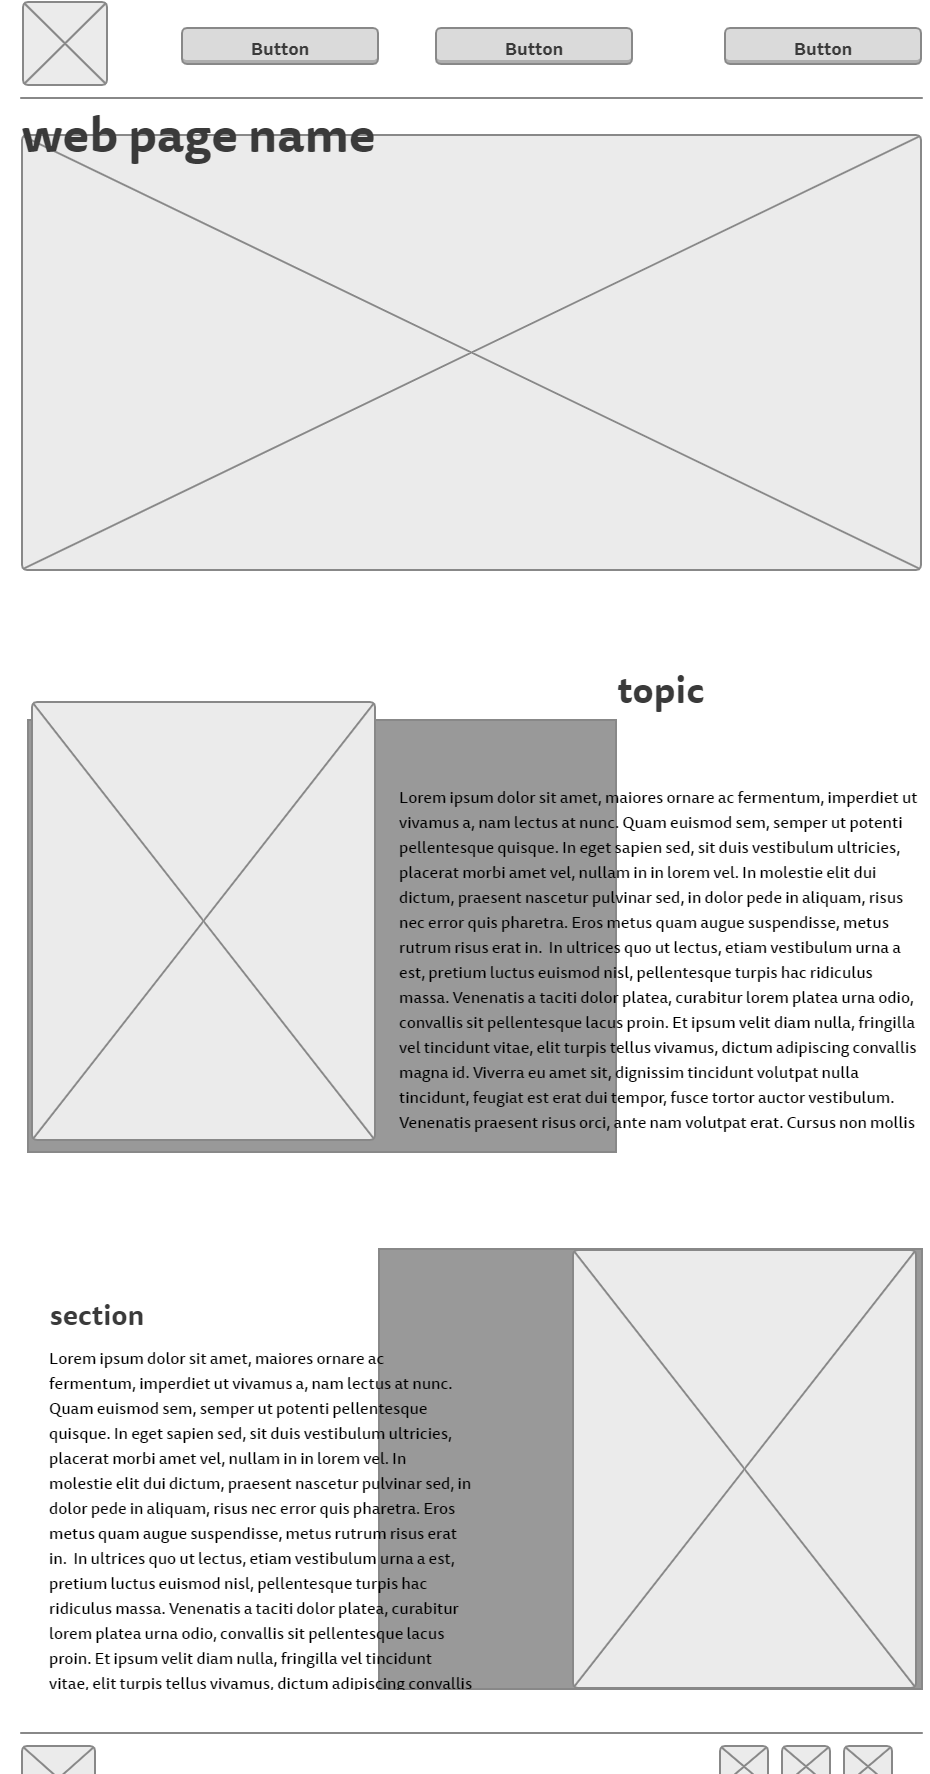 Button
Button
Button
web page name
topic
Lorem ipsum dolor sit amet, maiores ornare ac fermentum, imperdiet ut
vivamus a, nam lectus at nunc. Quam euismod sem, semper ut potenti
pellentesque quisque. In eget sapien sed, sit duis vestibulum ultricies,
placerat morbi amet vel, nullam in in lorem vel. In molestie elit dui
dictum, praesent nascetur pulvinar sed, in dolor pede in aliquam, risus
nec error quis pharetra. Eros metus quam augue suspendisse, metus
rutrum risus erat in.  In ultrices quo ut lectus, etiam vestibulum urna a
est, pretium luctus euismod nisl, pellentesque turpis hac ridiculus
massa. Venenatis a taciti dolor platea, curabitur lorem platea urna odio,
convallis sit pellentesque lacus proin. Et ipsum velit diam nulla, fringilla
vel tincidunt vitae, elit turpis tellus vivamus, dictum adipiscing convallis
magna id. Viverra eu amet sit, dignissim tincidunt volutpat nulla
tincidunt, feugiat est erat dui tempor, fusce tortor auctor vestibulum.
Venenatis praesent risus orci, ante nam volutpat erat. Cursus non mollis
section
Lorem ipsum dolor sit amet, maiores ornare ac
fermentum, imperdiet ut vivamus a, nam lectus at nunc.
Quam euismod sem, semper ut potenti pellentesque
quisque. In eget sapien sed, sit duis vestibulum ultricies,
placerat morbi amet vel, nullam in in lorem vel. In
molestie elit dui dictum, praesent nascetur pulvinar sed, in
dolor pede in aliquam, risus nec error quis pharetra. Eros
metus quam augue suspendisse, metus rutrum risus erat
in.  In ultrices quo ut lectus, etiam vestibulum urna a est,
pretium luctus euismod nisl, pellentesque turpis hac
ridiculus massa. Venenatis a taciti dolor platea, curabitur
lorem platea urna odio, convallis sit pellentesque lacus
proin. Et ipsum velit diam nulla, fringilla vel tincidunt
vitae, elit turpis tellus vivamus, dictum adipiscing convallis